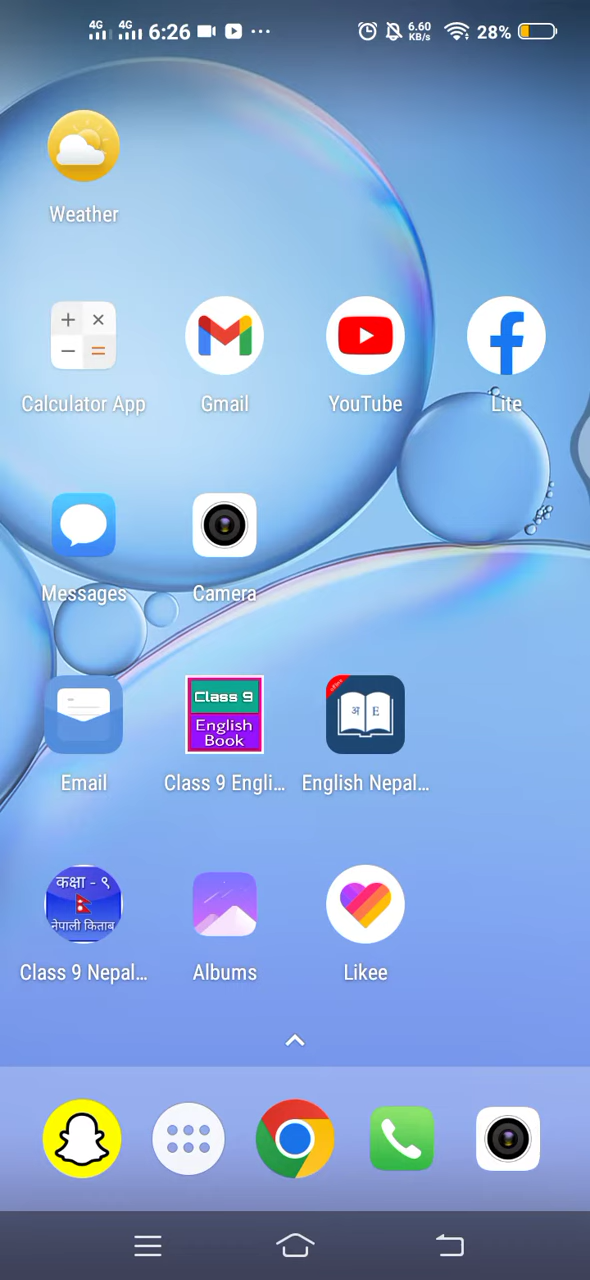 4G 4G 6:26 ... 6.60 KB/s 28%
Weather
Calculator App Gmail YouTube Lite
Messages Camera
Class 9
English
Book
अ E
Email Class 9 Engli... English Nepal...
कक्षा - ९
नेपाली किताब
Class 9 Nepal... Albums Likee